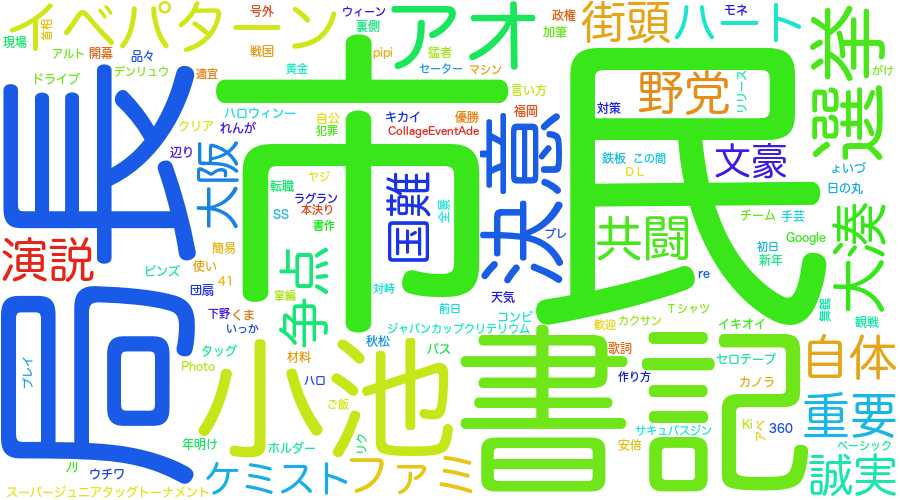 イベパターン
号外
ウィーン
アオ
政権
街頭
モネ
ハート
選挙
首相
現場
アルト
開幕
品々
戦国
裏側
pipi
猛者
加筆
ドライブ
デンリュウ
適宜
黄金
セーター
マシン
がけ
局長
市民
言い方
野党
リリース
ハロウィーン
自公
犯罪
キカイ
優勝
福岡
対策
CollageEventAde
クリア
れんが
辺り
大阪
決意
鉄板
この間
ＤＬ
文豪
ょいづ
日の丸
ヤジ
転職
ラグラン
本決り
書作
SS
国難
全裸
共闘
チーム
手芸
大湊
Google
ブレ
初日
新年
演説
簡易
使い
ピンズ
41
団扇
掌編
争点
対峙
天気
re
前日
コンビ
Ｔシャツ
舞鶴
観戦
下野
くま
いっか
ジャパンカップクリテリウム
歓迎
カクサン
イキオイ
書記
小池
秋松
パス
タッグ
材料
歌詞
セロテープ
自体
Photo
プレイ
ハロ
作り方
カノラ
ご飯
重要
年明け
ホルダー
リク
安倍
サキュバスジン
Ki
アベ
360
ベーシック
ノリ
ウチワ
ケミスト
ファミ
誠実
スーパージュニアタッグトーナメント